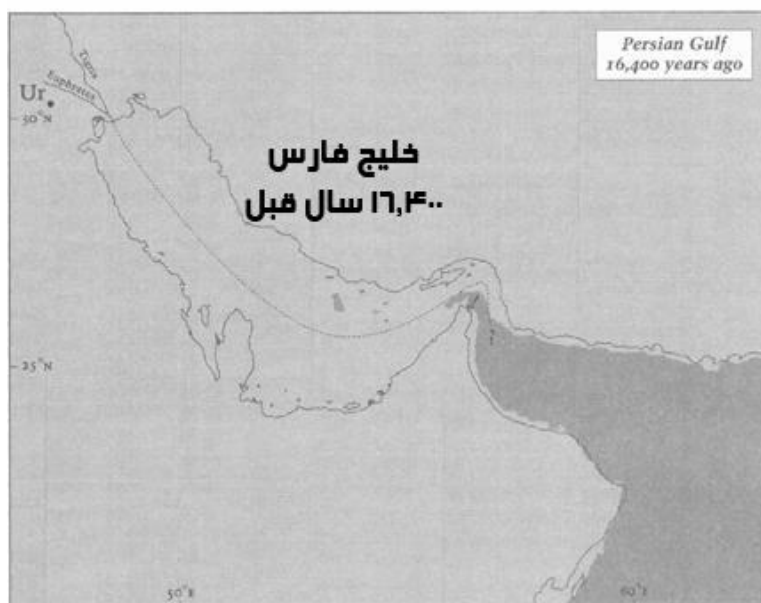 Persian Gulf
16,400 years ago
Tigris
Euphrates
Ur
30°N
خلیج فارس
۱۶,۴۰۰ سال قبل
25°N
50°E
60°E